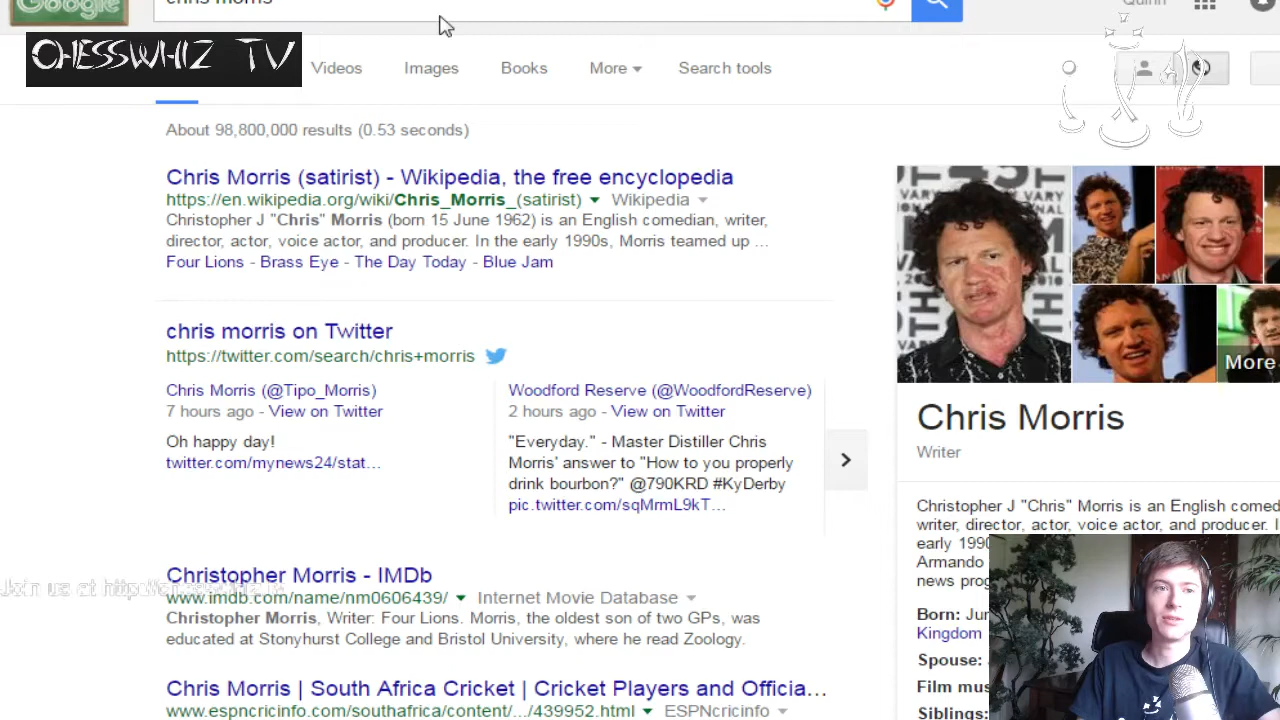 Google
chris morris
Quinn
CHESSWHIZ TV
Videos
Images
Books
More
Search tools
About 98,800,000 results (0.53 seconds)
Chris Morris (satirist) - Wikipedia, the free encyclopedia
https://en.wikipedia.org/wiki/Chris_Morris_(satirist) Wikipedia
Christopher J "Chris" Morris (born 15 June 1962) is an English comedian, writer,
director, actor, voice actor, and producer. In the early 1990s, Morris teamed up ...
Four Lions - Brass Eye - The Day Today - Blue Jam
chris morris on Twitter
https://twitter.com/search/chris+morris
Chris Morris (@Tipo_Morris)
7 hours ago - View on Twitter
Oh happy day!
twitter.com/mynews24/stat...
Woodford Reserve (@WoodfordReserve)
2 hours ago - View on Twitter
"Everyday." - Master Distiller Chris
Morris' answer to "How to you properly
drink bourbon?" @790KRD #KyDerby
pic.twitter.com/sqMrmL9kT...
Christopher Morris - IMDb
www.imdb.com/name/nm0606439/ Internet Movie Database
Christopher Morris, Writer: Four Lions. Morris, the oldest son of two GPs, was
educated at Stonyhurst College and Bristol University, where he read Zoology.
Chris Morris | South Africa Cricket | Cricket Players and Officia...
www.espncricinfo.com/southafrica/content/.../439952.html ESPNcricinfo
Join us at
More
Chris Morris
Writer
Christopher J "Chris" Morris is an English
writer, director, actor, voice actor, and producer.
early 1990
Armando
news
Born:
Kingdom
Spouse:
Film
Siblings: